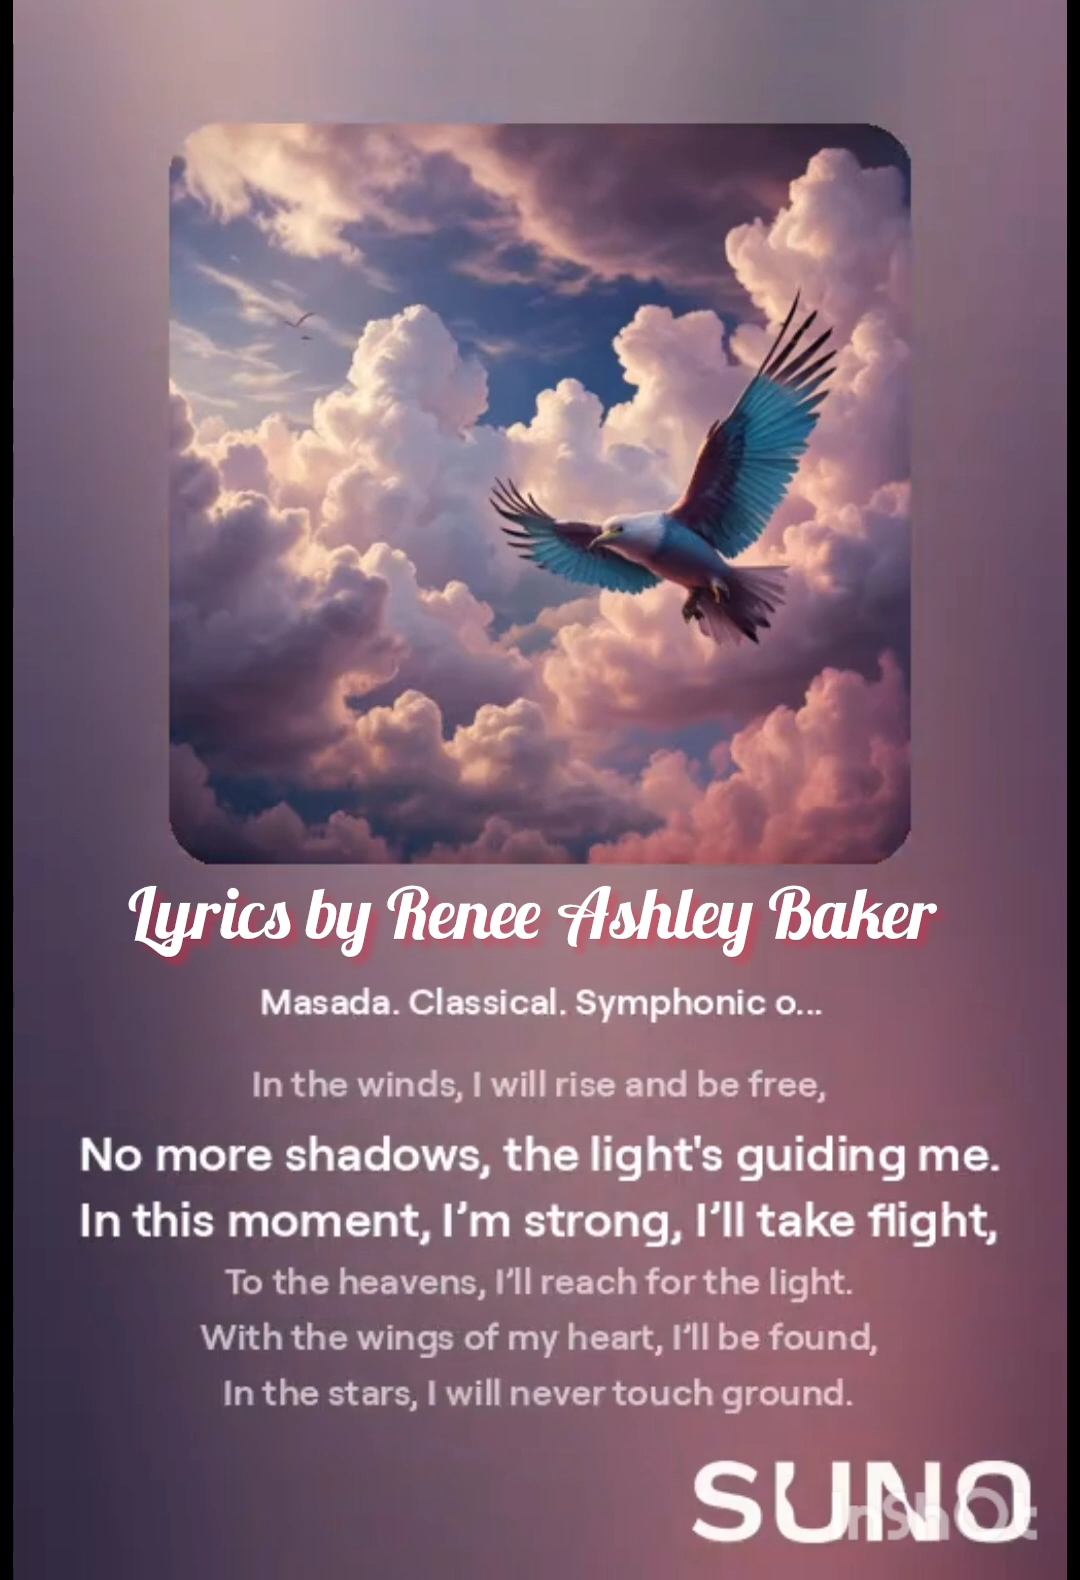 Lyrics by Renee Ashley Baker
Masada. Classical. Symphonic o...
In the winds, I will rise and be free,
No more shadows, the light's guiding me.
In this moment, I’m strong, I’ll take flight,
To the heavens, I’ll reach for the light.
With the wings of my heart, I’ll be found,
In the stars, I will never touch ground.
SUNO
InShOt